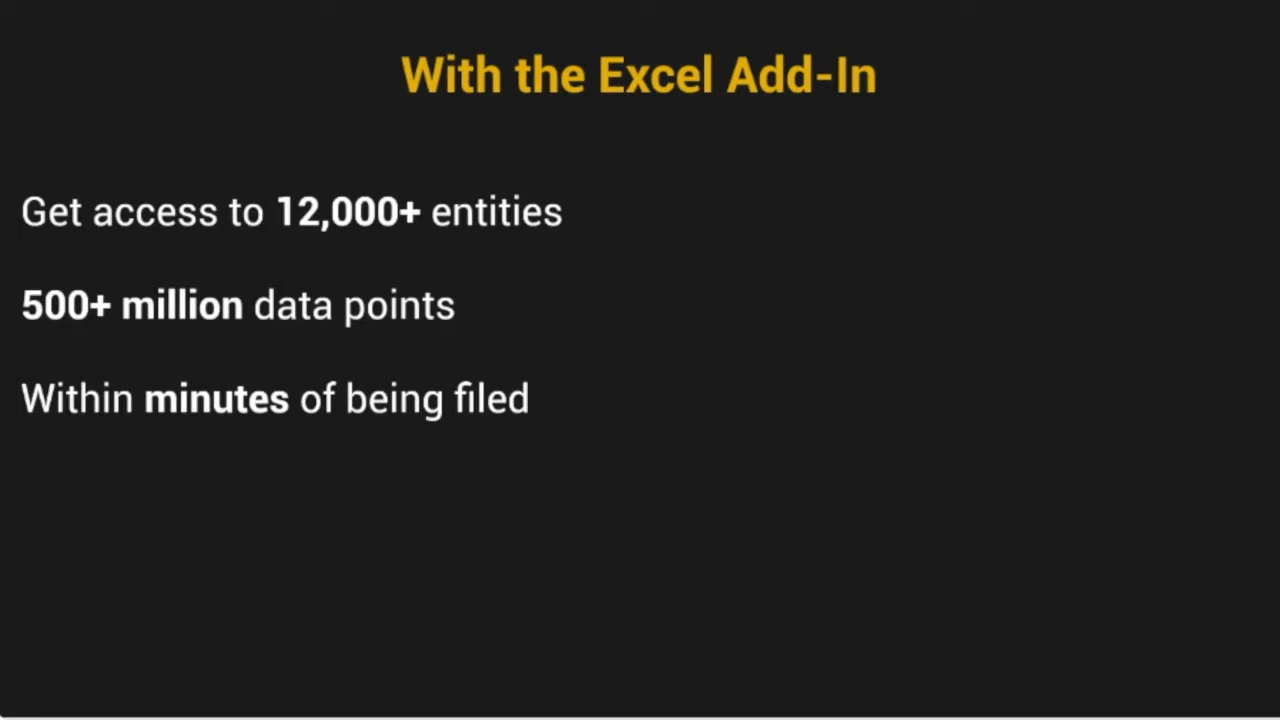 With the Excel Add-In
Get access to 12,000+ entities
500+ million data points
Within minutes of being filed